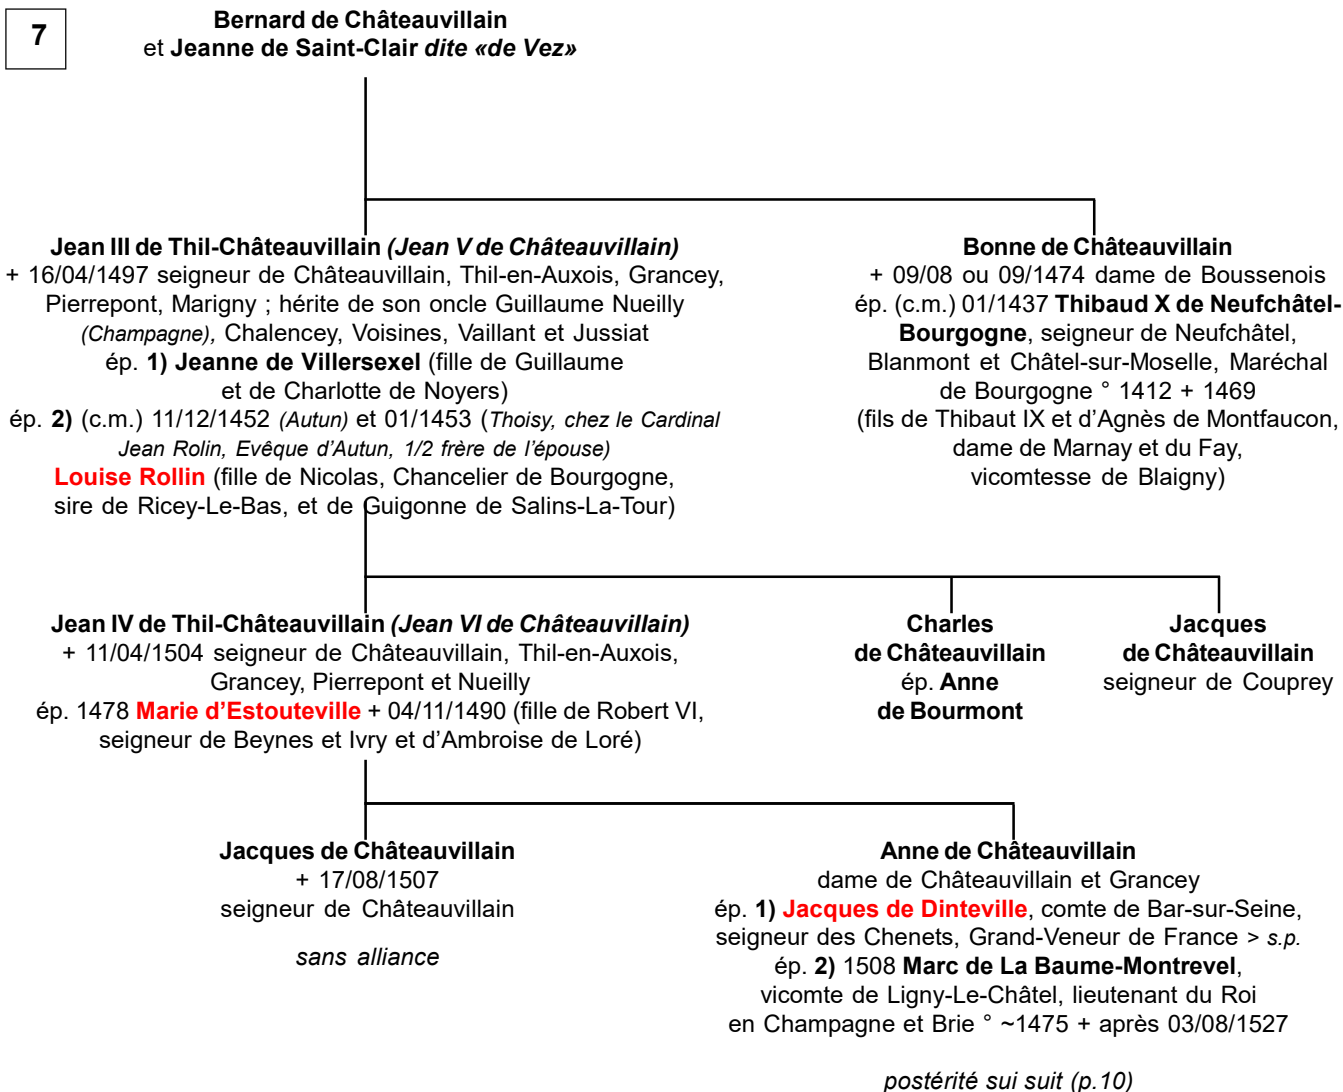 7
Bernard de Châteauvillain
et Jeanne de Saint-Clair dite «de Vez»
Jean III de Thil-Châteauvillain (Jean V de Châteauvillain)
+ 16/04/1497 seigneur de Châteauvillain, Thil-en-Auxois, Grancey,
Pierrepont, Marigny ; hérite de son oncle Guillaume Nueilly
(Champagne), Chalencey, Voisines, Vaillant et Jussiat
ép. 1) Jeanne de Villersexel (fille de Guillaume
et de Charlotte de Noyers)
ép. 2) (c.m.) 11/12/1452 (Autun) et 01/1453 (Thoisy, chez le Cardinal
Jean Rolin, Evêque d'Autun, 1/2 frère de l'épouse)
Louise Rollin (fille de Nicolas, Chancelier de Bourgogne,
sire de Ricey-Le-Bas, et de Guigonne de Salins-La-Tour)
Bonne de Châteauvillain
+ 09/08 ou 09/1474 dame de Boussenois
ép. (c.m.) 01/1437 Thibaud X de Neufchâtel-
Bourgogne, seigneur de Neufchâtel,
Blanmont et Châtel-sur-Moselle, Maréchal
de Bourgogne ° 1412 + 1469
(fils de Thibaut IX et d'Agnès de Montfaucon,
dame de Marnay et du Fay,
vicomtesse de Blaigny)
Jean IV de Thil-Châteauvillain (Jean VI de Châteauvillain)
+ 11/04/1504 seigneur de Châteauvillain, Thil-en-Auxois,
Grancey, Pierrepont et Nueilly
ép. 1478 Marie d'Estouteville + 04/11/1490 (fille de Robert VI,
seigneur de Beynes et Ivry et d'Ambroise de Loré)
Charles
de Châteauvillain
ép. Anne
de Bourmont
Jacques
de Châteauvillain
seigneur de Couprey
Jacques de Châteauvillain
+ 17/08/1507
seigneur de Châteauvillain
sans alliance
Anne de Châteauvillain
dame de Châteauvillain et Grancey
ép. 1) Jacques de Dinteville, comte de Bar-sur-Seine,
seigneur des Chenets, Grand-Veneur de France > s.p.
ép. 2) 1508 Marc de La Baume-Montrevel,
vicomte de Ligny-Le-Châtel, lieutenant du Roi
en Champagne et Brie ° ~1475 + après 03/08/1527
postérité sui suit (p.10)